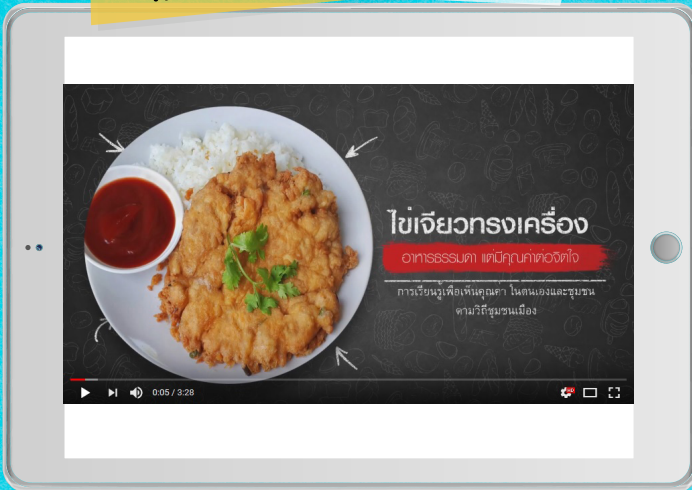 ไข่เจียวทรงเครื่อง
อาหารธรรมดา แต่มีคุณค่าต่อจิตใจ
การเรียนรู้เพื่อเห็นคุณค่า ในตนเองและชุมชน
ตามวิถีชุมชนเมือง
0:05 / 3:28
HD